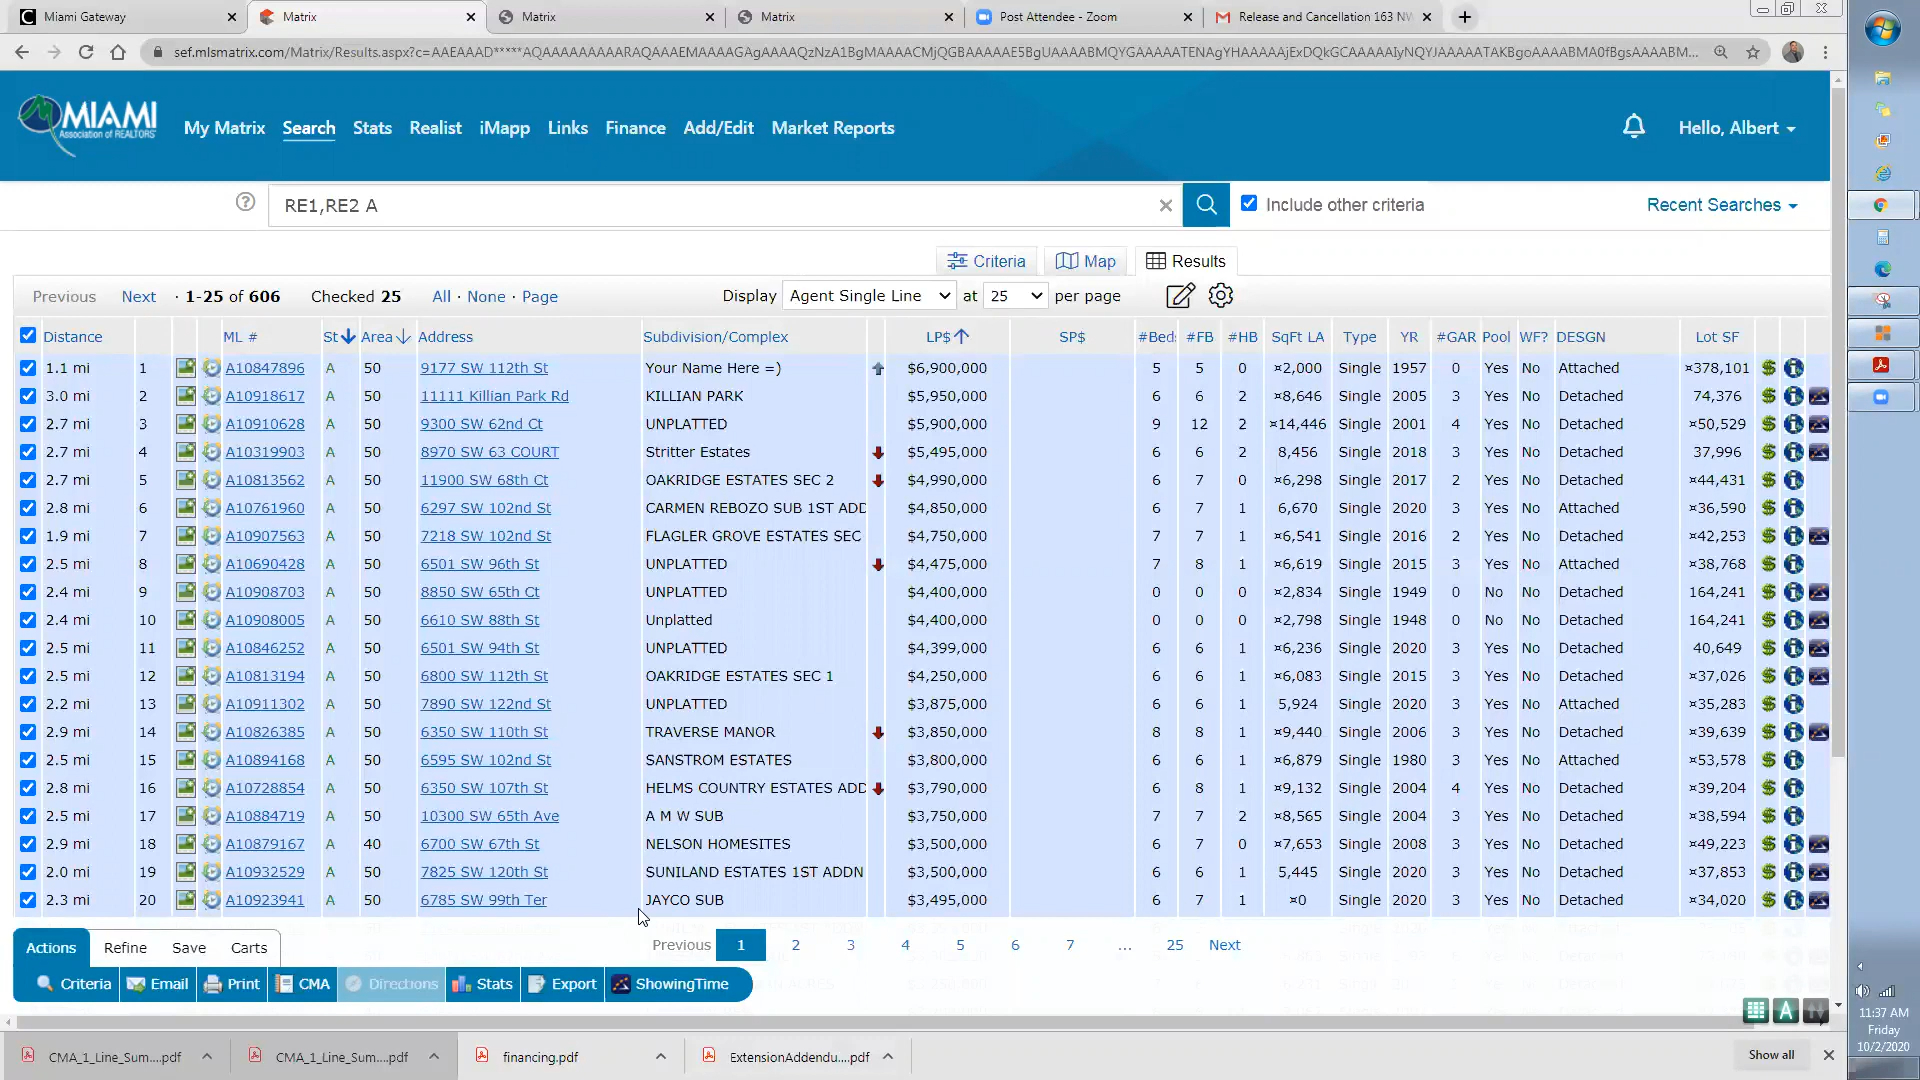 Miami Gateway
Matrix
Matrix
Matrix
Post Attendee - Zoom
Release and Cancellation 163 NW
MIAMI
Association of REALTORS®
My Matrix
Search
Stats
Realist
iMapp
Links
Finance
Add/Edit
Market Reports
Hello, Albert
RE1,RE2 A
Include other criteria
Recent Searches
Criteria
Map
Results
Previous Next · 1-25 of 606 Checked 25 All · None · Page
Display Agent Single Line at 25 per page
Distance ML # St Area Address Subdivision/Complex LP$ SP$ #Beds #FB #HB SqFt LA Type YR #GAR Pool WF? DESGN Lot SF
1.1 mi 1 A10847896 A 50 9177 SW 112th St Your Name Here =) $6,900,000 5 5 0 ¤2,000 Single 1957 0 Yes No Attached ¤378,101
3.0 mi 2 A10918617 A 50 11111 Killian Park Rd KILLIAN PARK $5,950,000 6 6 2 ¤8,646 Single 2005 3 Yes No Detached 74,376
2.7 mi 3 A10910628 A 50 9300 SW 62nd Ct UNPLATTED $5,900,000 9 12 2 ¤14,446 Single 2001 4 Yes No Detached ¤50,529
2.7 mi 4 A10319903 A 50 8970 SW 63 COURT Stritter Estates $5,495,000 6 6 2 8,456 Single 2018 3 Yes No Detached 37,996
2.7 mi 5 A10813562 A 50 11900 SW 68th Ct OAKRIDGE ESTATES SEC 2 $4,990,000 6 7 0 ¤6,298 Single 2017 2 Yes No Detached ¤44,431
2.8 mi 6 A10761960 A 50 6297 SW 102nd St CARMEN REBOZO SUB 1ST ADD $4,850,000 6 7 1 6,670 Single 2020 3 Yes No Attached ¤36,590
1.9 mi 7 A10907563 A 50 7218 SW 102nd St FLAGLER GROVE ESTATES SEC $4,750,000 7 7 1 ¤6,541 Single 2016 2 Yes No Detached ¤42,253
2.5 mi 8 A10690428 A 50 6501 SW 96th St UNPLATTED $4,475,000 7 8 1 ¤6,619 Single 2015 3 Yes No Attached ¤38,768
2.4 mi 9 A10908703 A 50 8850 SW 65th Ct UNPLATTED $4,400,000 0 0 0 ¤2,834 Single 1949 0 No No Detached 164,241
2.4 mi 10 A10908005 A 50 6610 SW 88th St Unplatted $4,400,000 0 0 0 ¤2,798 Single 1948 0 No No Detached 164,241
2.5 mi 11 A10846252 A 50 6501 SW 94th St UNPLATTED $4,399,000 6 6 1 ¤6,236 Single 2020 3 Yes No Detached 40,649
2.5 mi 12 A10813194 A 50 6800 SW 112th St OAKRIDGE ESTATES SEC 1 $4,250,000 6 7 1 ¤6,083 Single 2015 3 Yes No Detached ¤37,026
2.2 mi 13 A10911302 A 50 7890 SW 122nd St UNPLATTED $3,875,000 6 6 1 5,924 Single 2020 3 Yes No Attached ¤35,283
2.9 mi 14 A10826385 A 50 6350 SW 110th St TRAVERSE MANOR $3,850,000 8 8 1 ¤9,440 Single 2006 3 Yes No Detached ¤39,639
2.5 mi 15 A10894168 A 50 6595 SW 102nd St SANSTROM ESTATES $3,800,000 6 6 1 ¤6,879 Single 1980 3 Yes No Attached ¤53,578
2.8 mi 16 A10728854 A 50 6350 SW 107th St HELMS COUNTRY ESTATES ADD $3,790,000 6 8 1 ¤9,132 Single 2004 4 Yes No Detached ¤39,204
2.5 mi 17 A10884719 A 50 10300 SW 65th Ave A M W SUB $3,750,000 7 7 2 ¤8,565 Single 2004 3 Yes No Detached ¤38,594
2.9 mi 18 A10879167 A 40 6700 SW 67th St NELSON HOMESITES $3,500,000 6 7 0 ¤7,653 Single 2008 3 Yes No Detached ¤49,223
2.0 mi 19 A10932529 A 50 7825 SW 120th St SUNILAND ESTATES 1ST ADDN $3,500,000 6 6 1 5,445 Single 2020 3 Yes No Detached ¤37,853
2.3 mi 20 A10923941 A 50 6785 SW 99th Ter JAYCO SUB $3,495,000 6 7 1 ¤0 Single 2020 3 Yes No Detached ¤34,020
Actions Refine Save Carts
Previous 1 2 3 4 5 6 7 ... 25 Next
Criteria Email Print CMA Directions Stats Export ShowingTime
11:37 AM
Friday
10/2/2020
CMA_1_Line_Sum....pdf
CMA_1_Line_Sum....pdf
financing.pdf
ExtensionAddendu....pdf
Show all